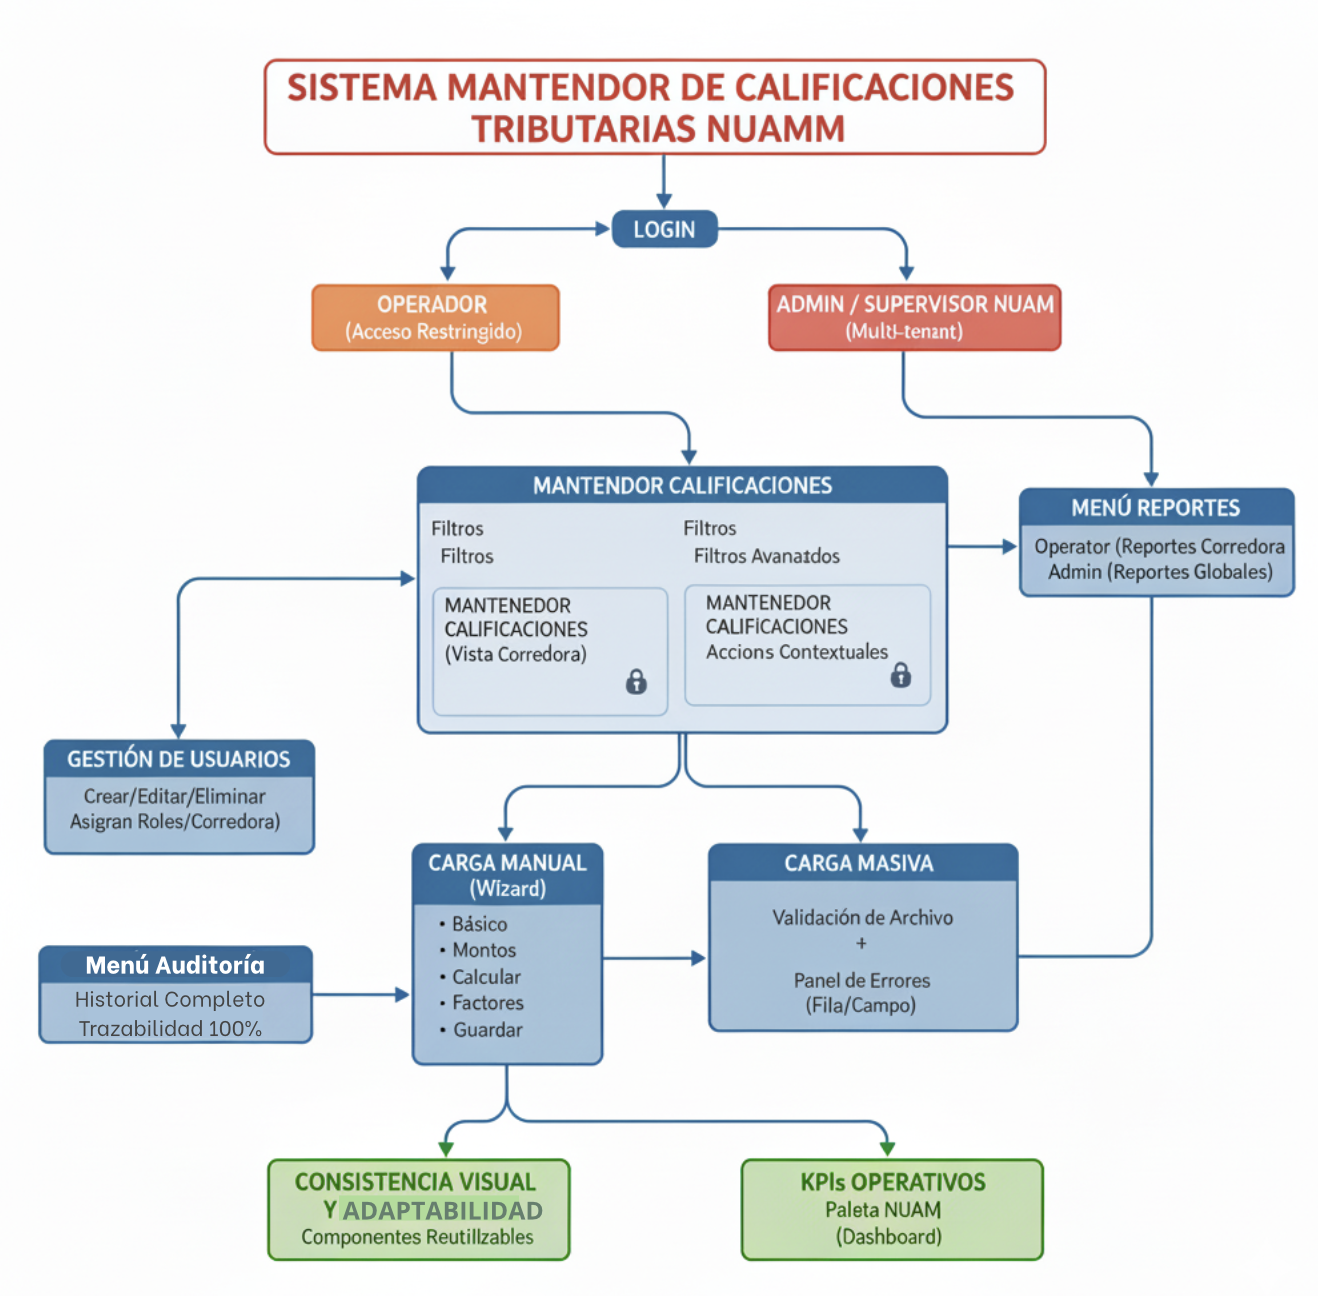 SISTEMA MANTENDOR DE CALIFICACIONES
TRIBUTARIAS NUAMM
LOGIN
OPERADOR
(Acceso Restringido)
ADMIN / SUPERVISOR NUAM
(Multi-tenant)
MANTENDOR CALIFICACIONES
Filtros
Filtros
Filtros
Filtros Avanaɪdos
MANTENEDOR
CALIFICACIONES
(Vista Corredora)
MANTENEDOR
CALIFICACIONES
Accions Contextuales
MENÚ REPORTES
Operator (Reportes Corredora
Admin (Reportes Globales)
GESTIÓN DE USUARIOS
Crear/Editar/Eliminar
Asigran Roles/Corredora)
CARGA MANUAL
(Wizard)
• Básico
• Montos
• Calcular
• Factores
• Guardar
CARGA MASIVA
Validación de Archivo
+
Panel de Errores
(Fila/Campo)
Menú Auditoría
Historial Completo
Trazabilidad 100%
CONSISTENCIA VISUAL
Y ADAPTABILIDAD
Componentes Reutillzables
KPIs OPERATIVOS
Paleta NUAM
(Dashboard)